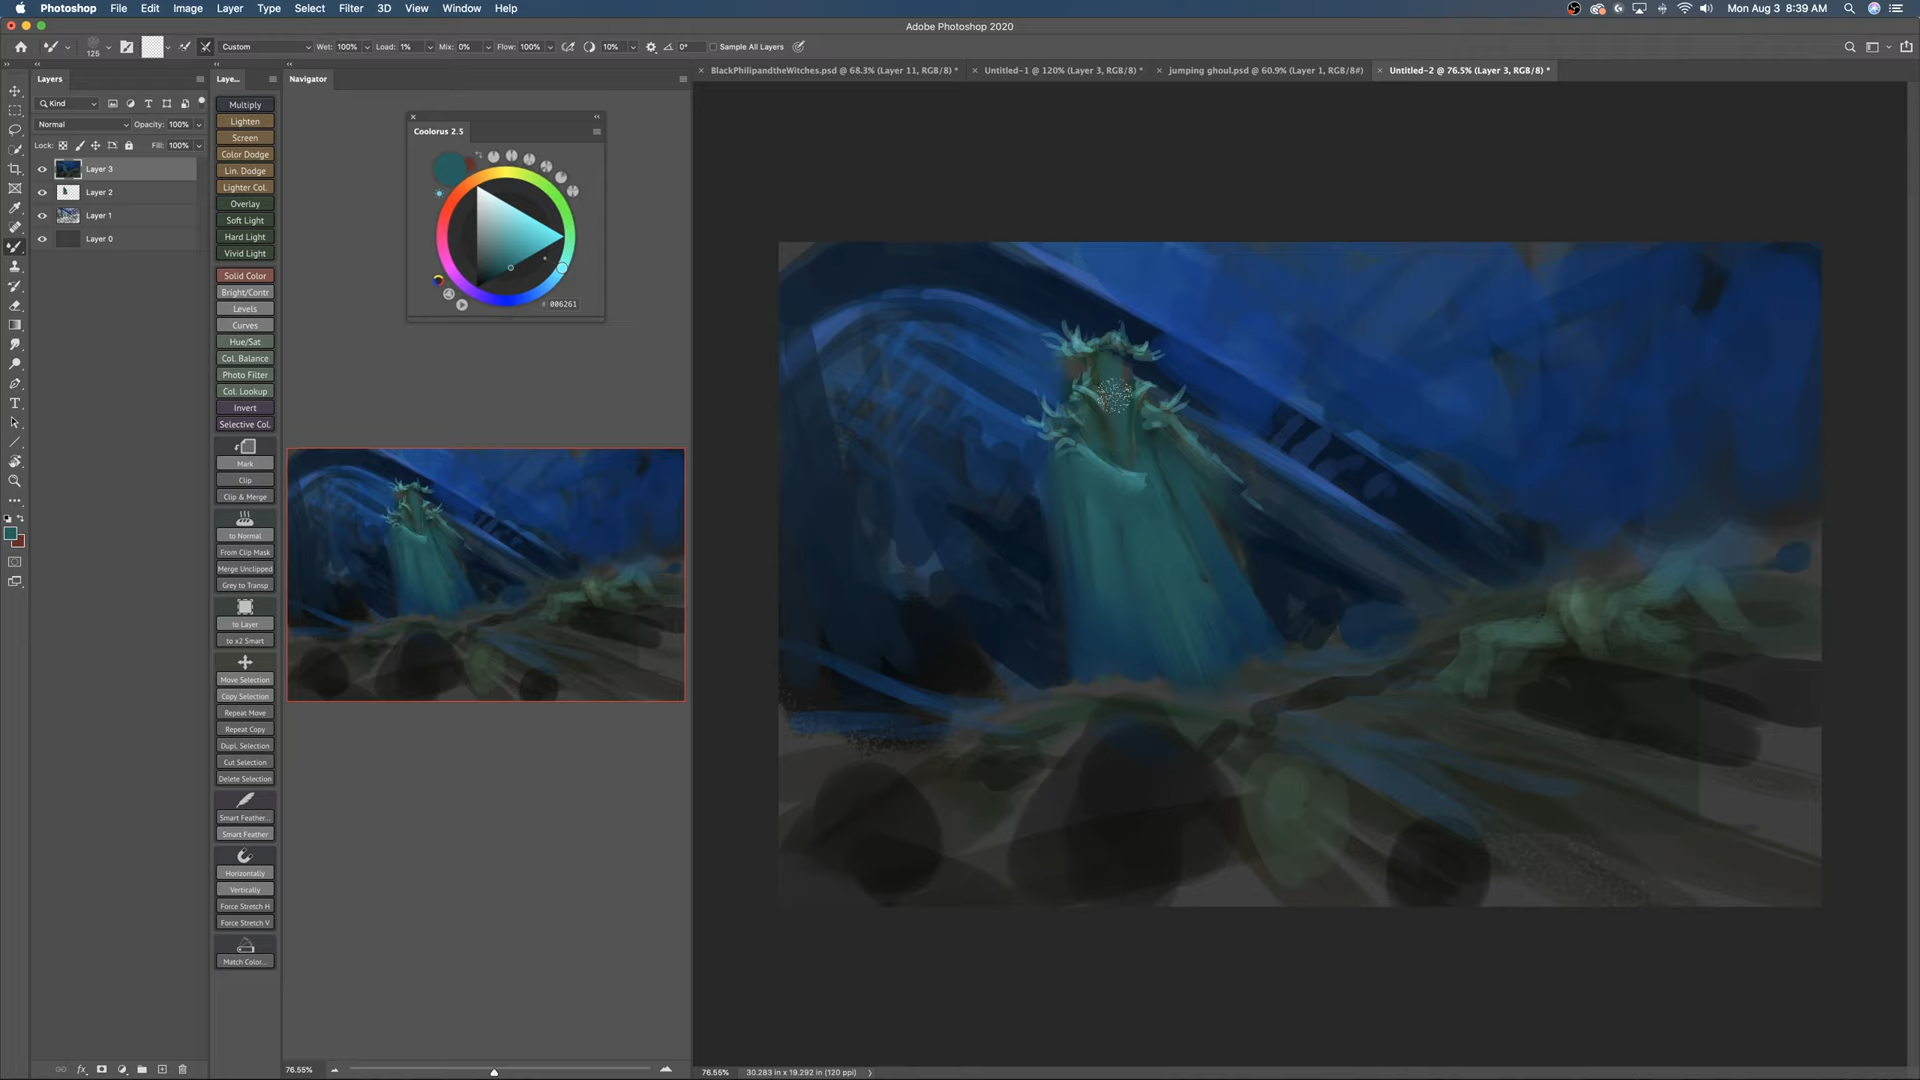 Photoshop File Edit Image Layer Type Select Filter 3D View Window Help
Mon Aug 3 8:39 AM
Adobe Photoshop 2020
125
Custom Wet: 100% Load: 1% Mix: 0% Flow: 100% 10% 0° Sample All Layers
Layers
Laye...
Navigator
BlackPhilipandtheWitches.psd @ 68.3% (Layer 11, RGB/8) *
Untitled-1 @ 120% (Layer 3, RGB/8) *
jumping ghoul.psd @ 60.9% (Layer 1, RGB/8#)
Untitled-2 @ 76.5% (Layer 3, RGB/8) *
Kind
Normal Opacity: 100%
Lock: Fill: 100%
Layer 3
Layer 2
Layer 1
Layer 0
Multiply
Lighten
Screen
Color Dodge
Lin. Dodge
Lighter Col.
Overlay
Soft Light
Hard Light
Vivid Light
Solid Color
Bright/Contr
Levels
Curves
Hue/Sat
Col. Balance
Photo Filter
Col. Lookup
Invert
Selective Col.
Mark
Clip
Clip & Merge
to Normal
From Clip Mask
Merge Unclipped
Grey to Transp
to Layer
to x2 Smart
Move Selection
Copy Selection
Repeat Move
Repeat Copy
Dupl. Selection
Cut Selection
Delete Selection
Smart Feather...
Smart Feather
Horizontally
Vertically
Force Stretch H
Force Stretch V
Match Color...
Coolorus 2.5
# 006261
76.55%
76.55% 30.283 in x 19.292 in (120 ppi)